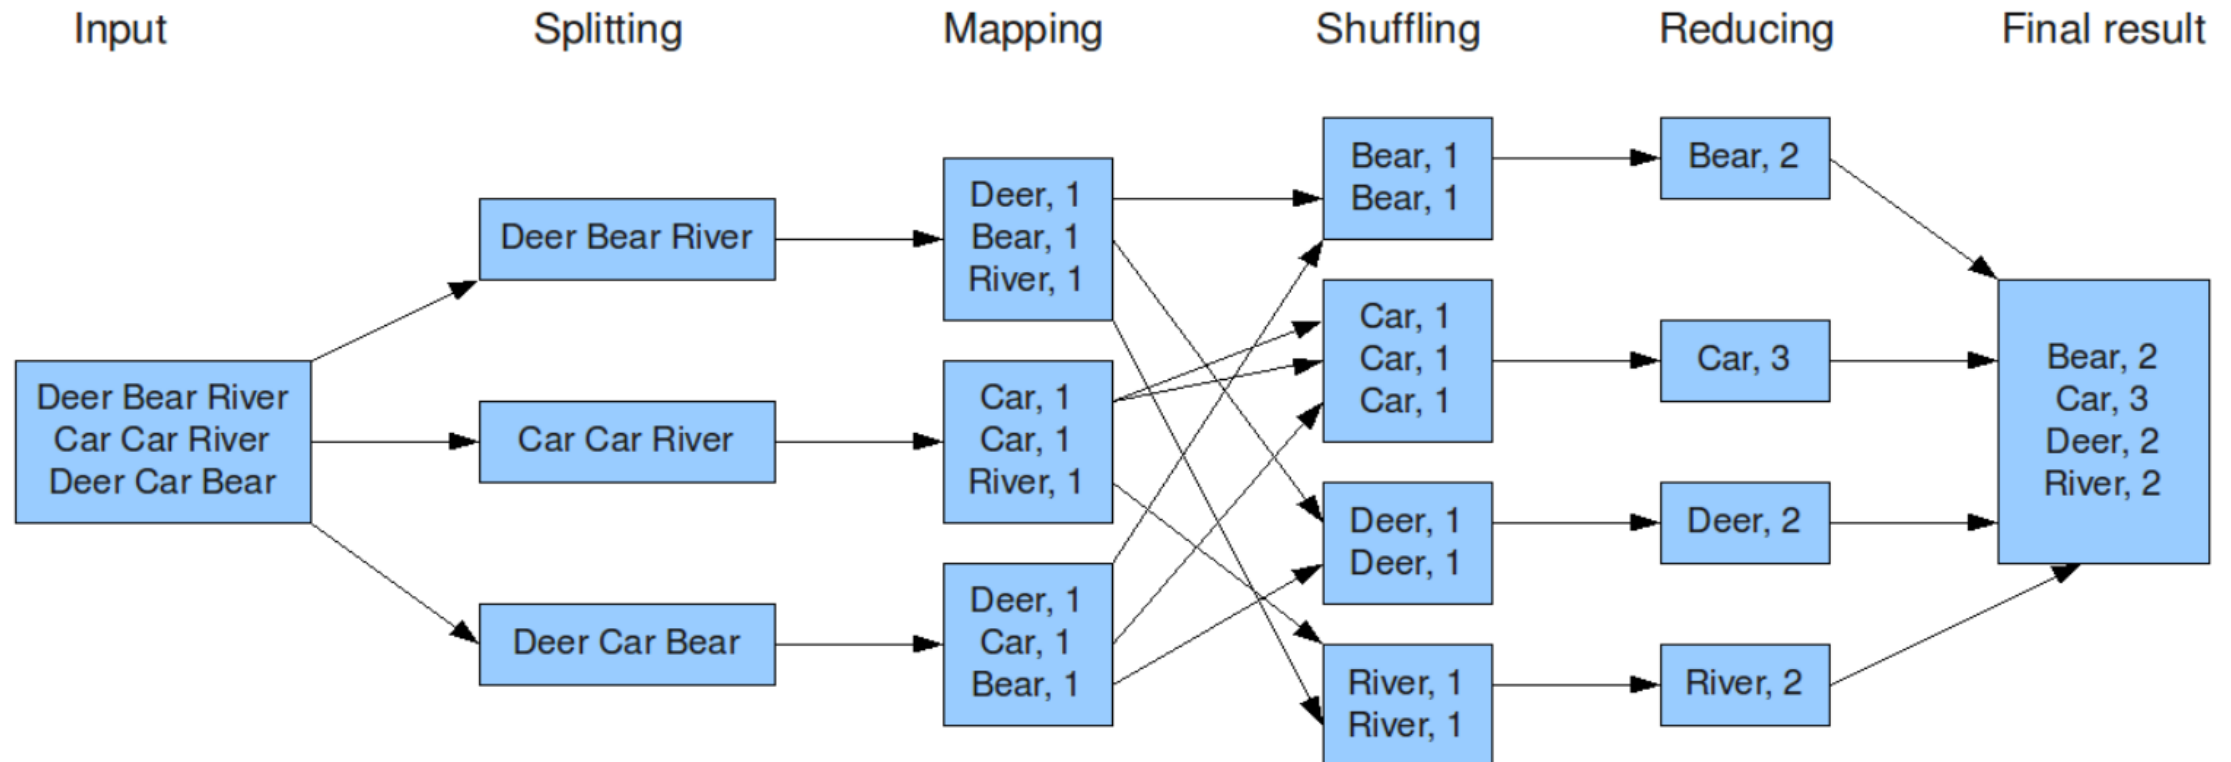 Input
Splitting
Mapping
Shuffling
Reducing
Final result
Deer Bear River
Car Car River
Deer Car Bear
Deer Bear River
Car Car River
Deer Car Bear
Deer, 1
Bear, 1
River, 1
Car, 1
Car, 1
River, 1
Deer, 1
Car, 1
Bear, 1
Bear, 1
Bear, 1
Car, 1
Car, 1
Car, 1
Deer, 1
Deer, 1
River, 1
River, 1
Bear, 2
Car, 3
Deer, 2
River, 2
Bear, 2
Car, 3
Deer, 2
River, 2